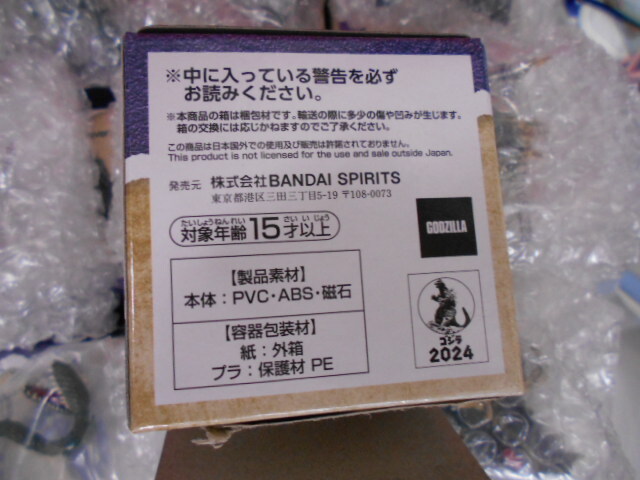 ※中に入っている警告を必ず
お読みください。
※本商品の箱は梱包材です。輸送の際に多少の傷や凹みが生じます。
箱の交換には応じかねますのでご了承ください。
この商品は日本国外での使用及び販売は許諾されておりません。
This product is not licensed for the use and sale outside Japan.
発売元 株式会社BANDAI SPIRITS
東京都港区三田三丁目5-19 〒108-0073
たいしょうねんれい さい いじょう
対象年齢15才以上
GODZILLA
【製品素材】
本体：PVC・ABS・磁石
【容器包装材】
紙：外箱
プラ：保護材 PE
ゴジラ
2024